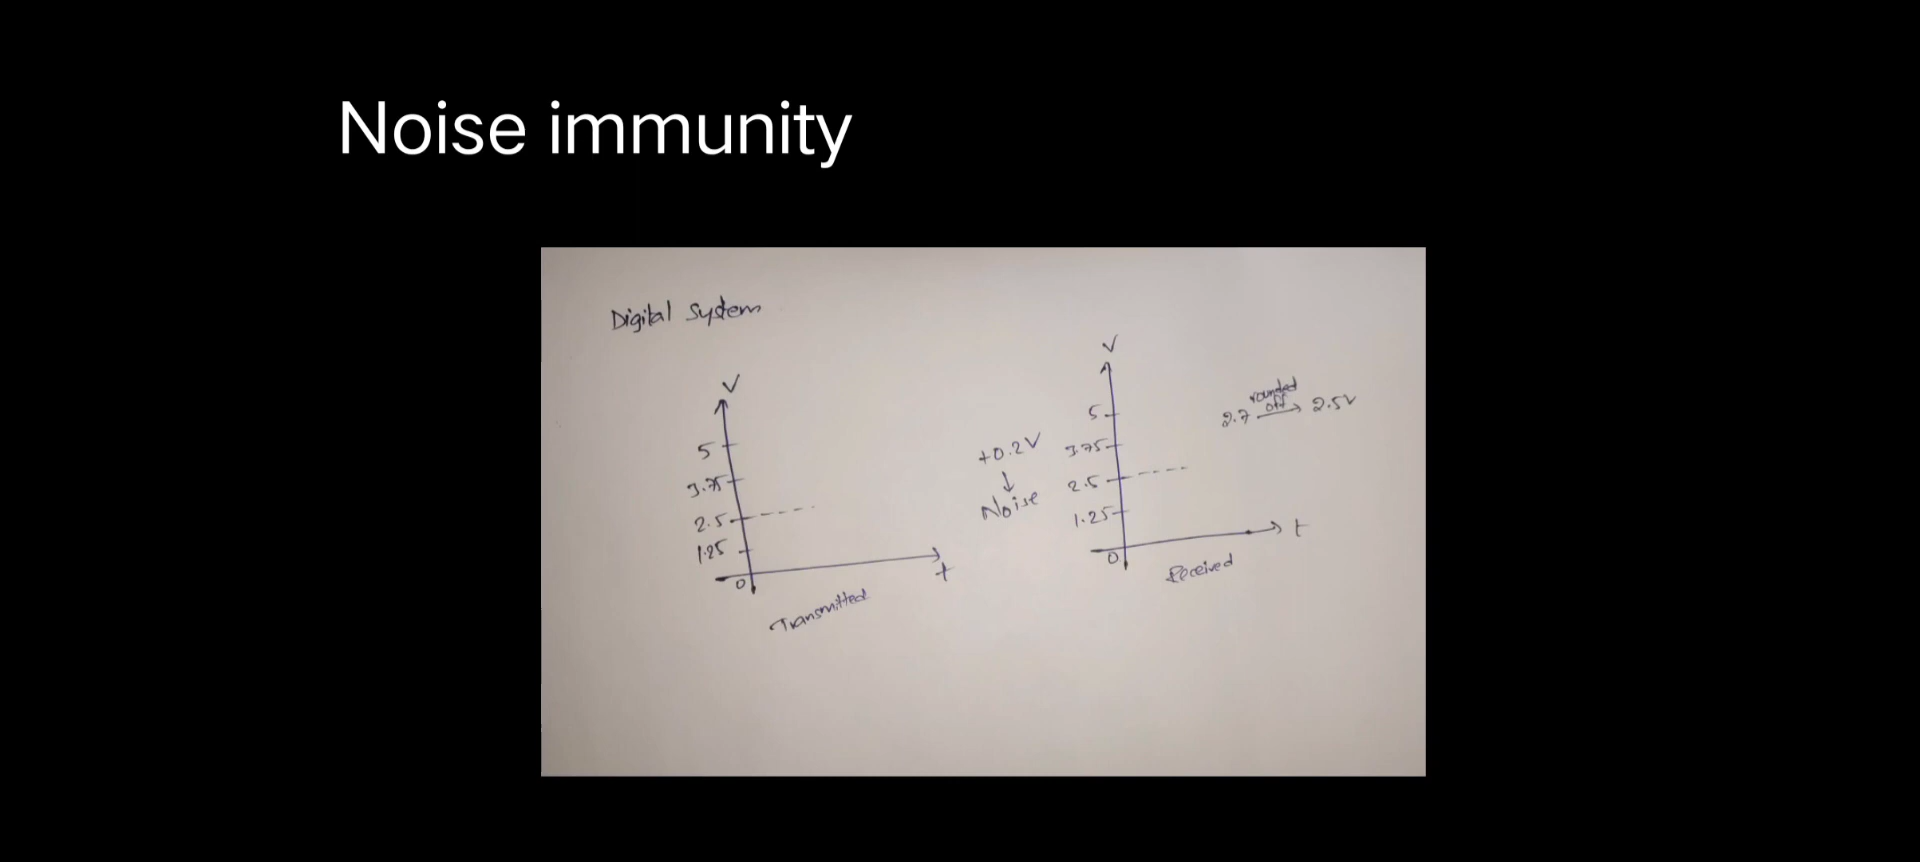 Noise immunity
Digital System
V
5
3.75
2.5
1.25
0
t
Transmitted
+0.2V
↓
Noise
V
5
3.75
2.5
1.25
0
t
Received
rounded
off
2.7 → 2.5V